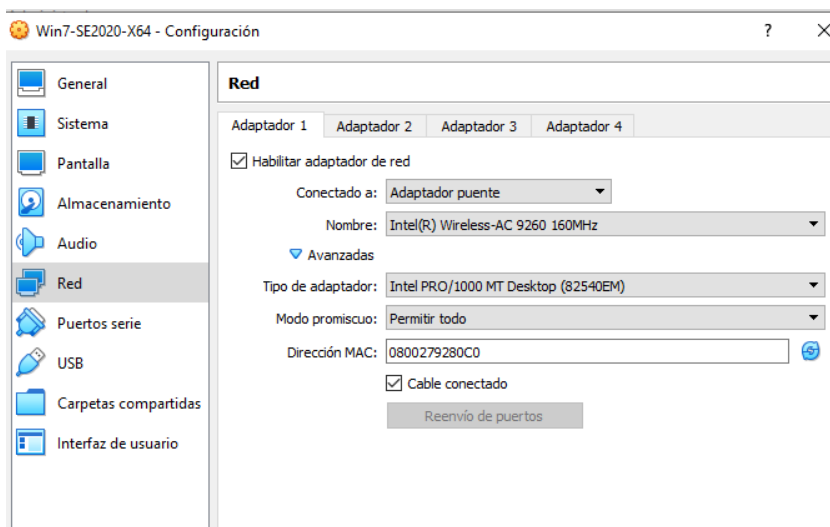 Win7-SE2020-X64 - Configuración ?
General
Sistema
Pantalla
Almacenamiento
Audio
Red
Puertos serie
USB
Carpetas compartidas
Interfaz de usuario
Red
Adaptador 1 Adaptador 2 Adaptador 3 Adaptador 4
Habilitar adaptador de red
Conectado a: Adaptador puente
Nombre: Intel(R) Wireless-AC 9260 160MHz
Avanzadas
Tipo de adaptador: Intel PRO/1000 MT Desktop (82540EM)
Modo promiscuo: Permitir todo
Dirección MAC: 0800279280C0
Cable conectado
Reenvío de puertos